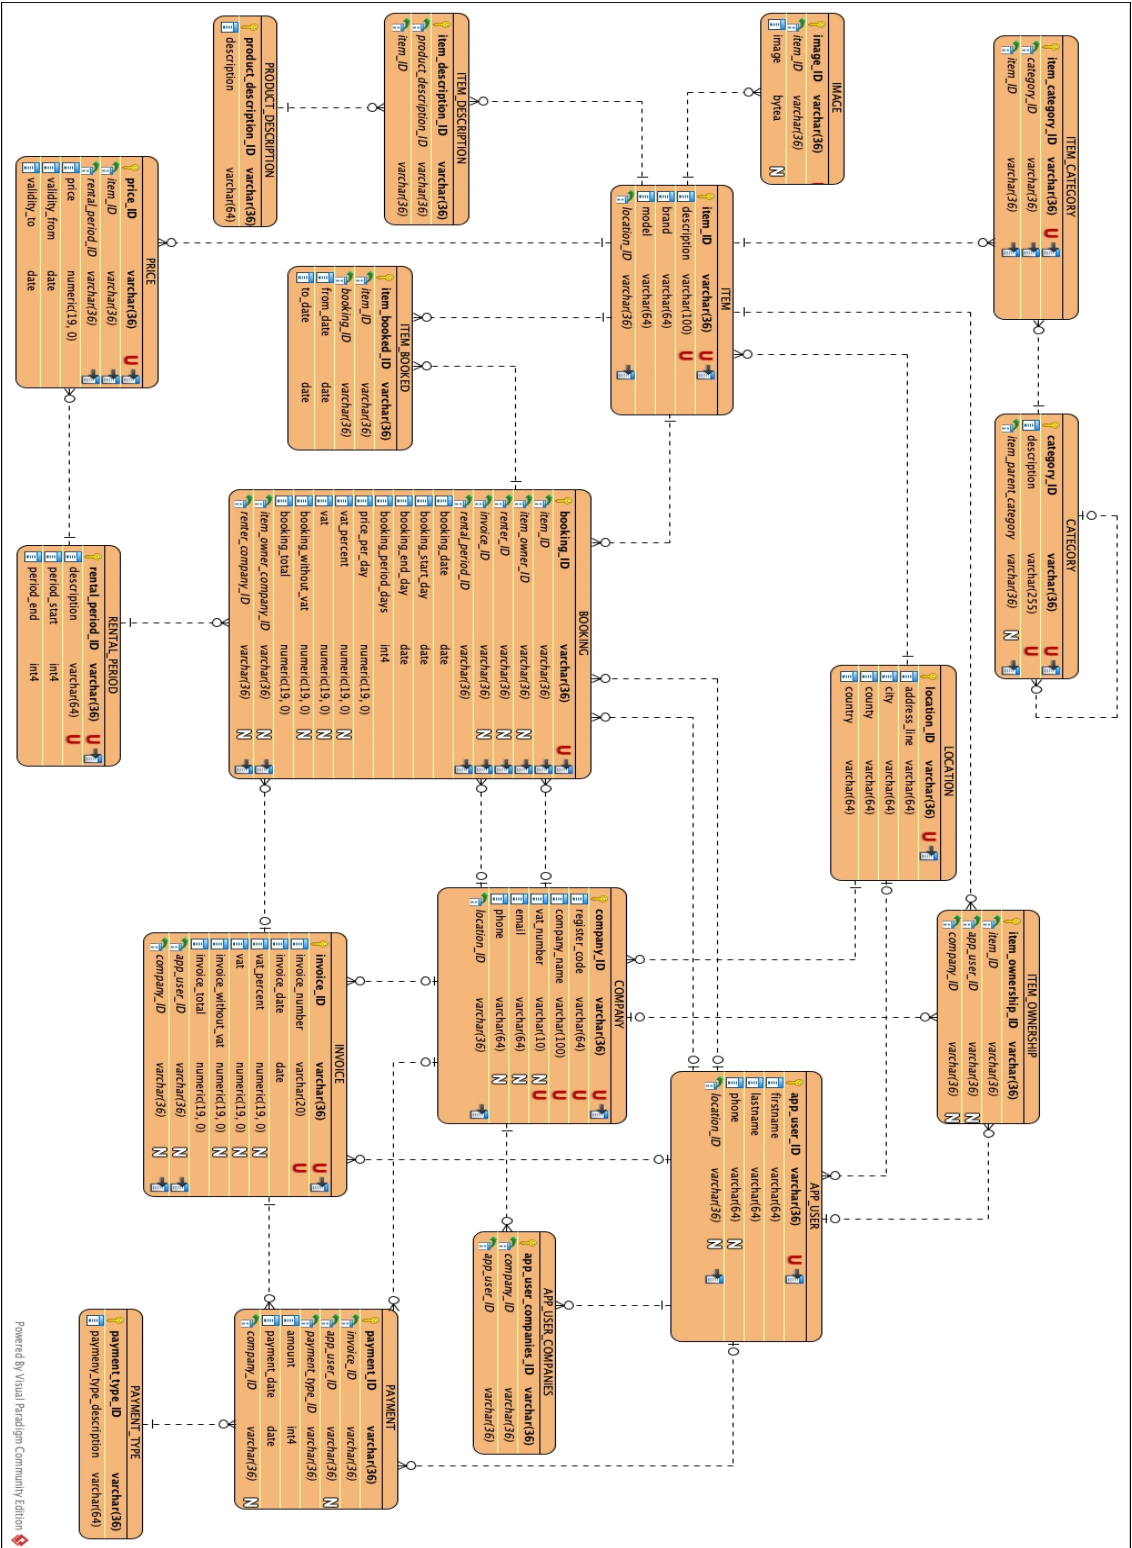 ITEM_CATEGORY
item_category_ID varchar(36) U
category_ID varchar(36)
item_ID varchar(36)
CATEGORY
category_ID varchar(36) U
description varchar(255) U
item_parent_category varchar(36) N
ITEM_OWNERSHIP
item_ownership_ID varchar(36)
item_ID varchar(36)
app_user_ID varchar(36) N
company_ID varchar(36) N
IMAGE
image_ID varchar(36) U
item_ID varchar(36)
image bytea N
LOCATION
location_ID varchar(36) U
address_line varchar(64)
city varchar(64)
county varchar(64)
country varchar(64)
APP_USER
app_user_ID varchar(36) U
firstname varchar(64)
lastname varchar(64)
phone varchar(64) N
location_ID varchar(36) N
ITEM
item_ID varchar(36) U
description varchar(100) U
brand varchar(64)
model varchar(64)
location_ID varchar(36)
COMPANY
company_ID varchar(36) U
register_code varchar(64) U
company_name varchar(100) U
vat_number varchar(10) N U
email varchar(64) N
phone varchar(64) N
location_ID varchar(36)
BOOKING
booking_ID varchar(36) U
item_ID varchar(36)
item_owner_ID varchar(36) N
renter_ID varchar(36) N
invoice_ID varchar(36) N
rental_period_ID varchar(36)
booking_date date
booking_start_day date
booking_end_day date
booking_period_days int4
price_per_day numeric(19, 0)
vat_percent numeric(19, 0) N
vat numeric(19, 0) N
booking_without_vat numeric(19, 0) N
booking_total numeric(19, 0)
item_owner_company_ID varchar(36) N
renter_company_ID varchar(36) N
APP_USER_COMPANIES
app_user_companies_ID varchar(36)
company_ID varchar(36)
app_user_ID varchar(36)
ITEM_DESCRIPTION
item_description_ID varchar(36)
product_description_ID varchar(36)
item_ID varchar(36)
ITEM_BOOKED
item_booked_ID varchar(36)
item_ID varchar(36)
booking_ID varchar(36)
from_date date
to_date date
PAYMENT
payment_ID varchar(36)
invoice_ID varchar(36)
app_user_ID varchar(36) N
payment_type_ID varchar(36)
amount int4
payment_date date
company_ID varchar(36) N
INVOICE
invoice_ID varchar(36) U
invoice_number varchar(20) U
invoice_date date
vat_percent numeric(19, 0) N
vat numeric(19, 0) N
invoice_without_vat numeric(19, 0) N
invoice_total numeric(19, 0)
app_user_ID varchar(36) N
company_ID varchar(36) N
PRODUCT_DESCRIPTION
product_description_ID varchar(36)
description varchar(64)
PRICE
price_ID varchar(36) U
item_ID varchar(36)
rental_period_ID varchar(36)
price numeric(19, 0)
validity_from date
validity_to date
RENTAL_PERIOD
rental_period_ID varchar(36) U
description varchar(64) U
period_start int4
period_end int4
PAYMENT_TYPE
payment_type_ID varchar(36)
paymeny_type_description varchar(64)
Powered By Visual Paradigm Community Edition